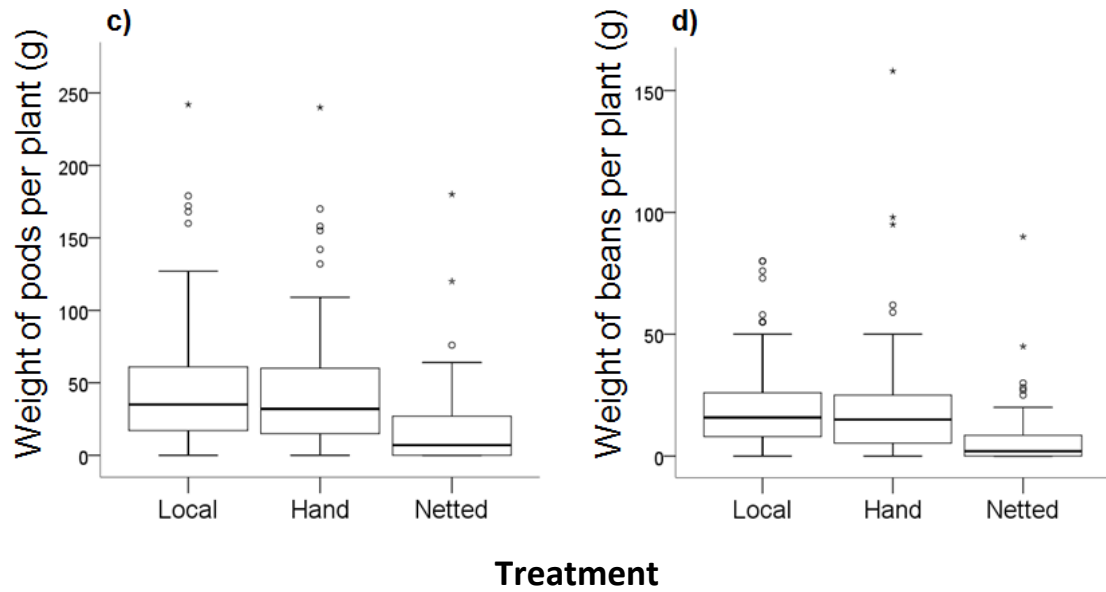 c)
Weight of pods per plant (g)
250
200
150
100
50
0
Local Hand Netted
d)
Weight of beans per plant (g)
150
100
50
0
Local Hand Netted
Treatment